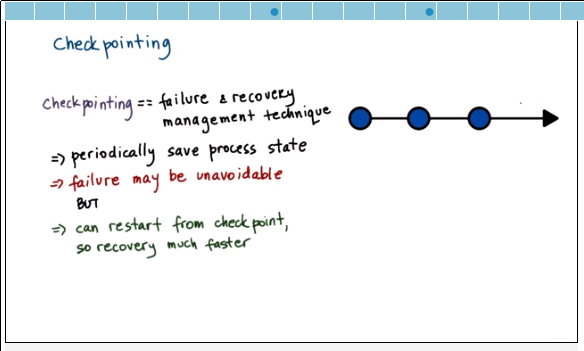 Checkpointing
Checkpointing == failure & recovery
management technique
=> periodically save process state
=> failure may be unavoidable
BUT
=> can restart from checkpoint,
so recovery much faster